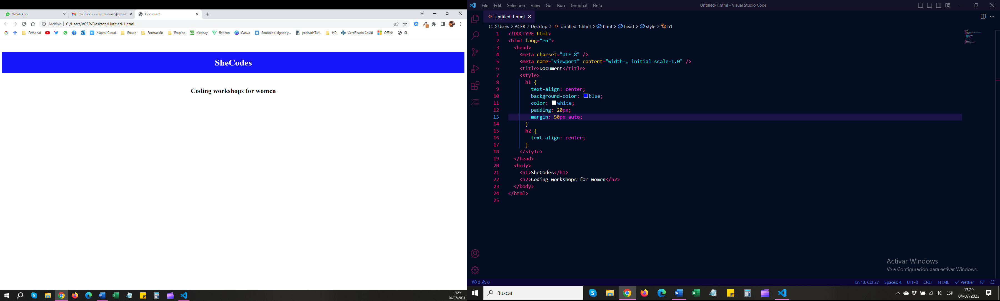 WhatsApp
Recibidos - edurnesaenz@gmail.
Document
Archivo
C:/Users/ACER/Desktop/Untitled-1.html
Personal
Xiaomi Cloud
Emule
Formación
Empleo
pixabay
flaticon
Canva
Símbolos, signos y...
probarHTML
HD
Certificado Covid
Office
SL
SheCodes
Coding workshops for women
13:29
04/07/2023
File Edit Selection View Go Run Terminal Help
Untitled-1.html - Visual Studio Code
Untitled-1.html
C: > Users > ACER > Desktop > Untitled-1.html > html > head > style > h1
1 <!DOCTYPE html>
2 <html lang="en">
3 <head>
4 <meta charset="UTF-8" />
5 <meta name="viewport" content="width=, initial-scale=1.0" />
6 <title>Document</title>
7 <style>
8 h1 {
9 text-align: center;
10 background-color: blue;
11 color: white;
12 padding: 20px;
13 margin: 50px auto;
14 }
15 h2 {
16 text-align: center;
17 }
18 </style>
19 </head>
20 <body>
21 <h1>SheCodes</h1>
22 <h2>Coding workshops for women</h2>
23 </body>
24 </html>
25
Activar Windows
Ve a Configuración para activar Windows.
0 0
Ln 13, Col 27 Spaces: 4 UTF-8 CRLF HTML Prettier
Buscar
ESP
13:29
04/07/2023